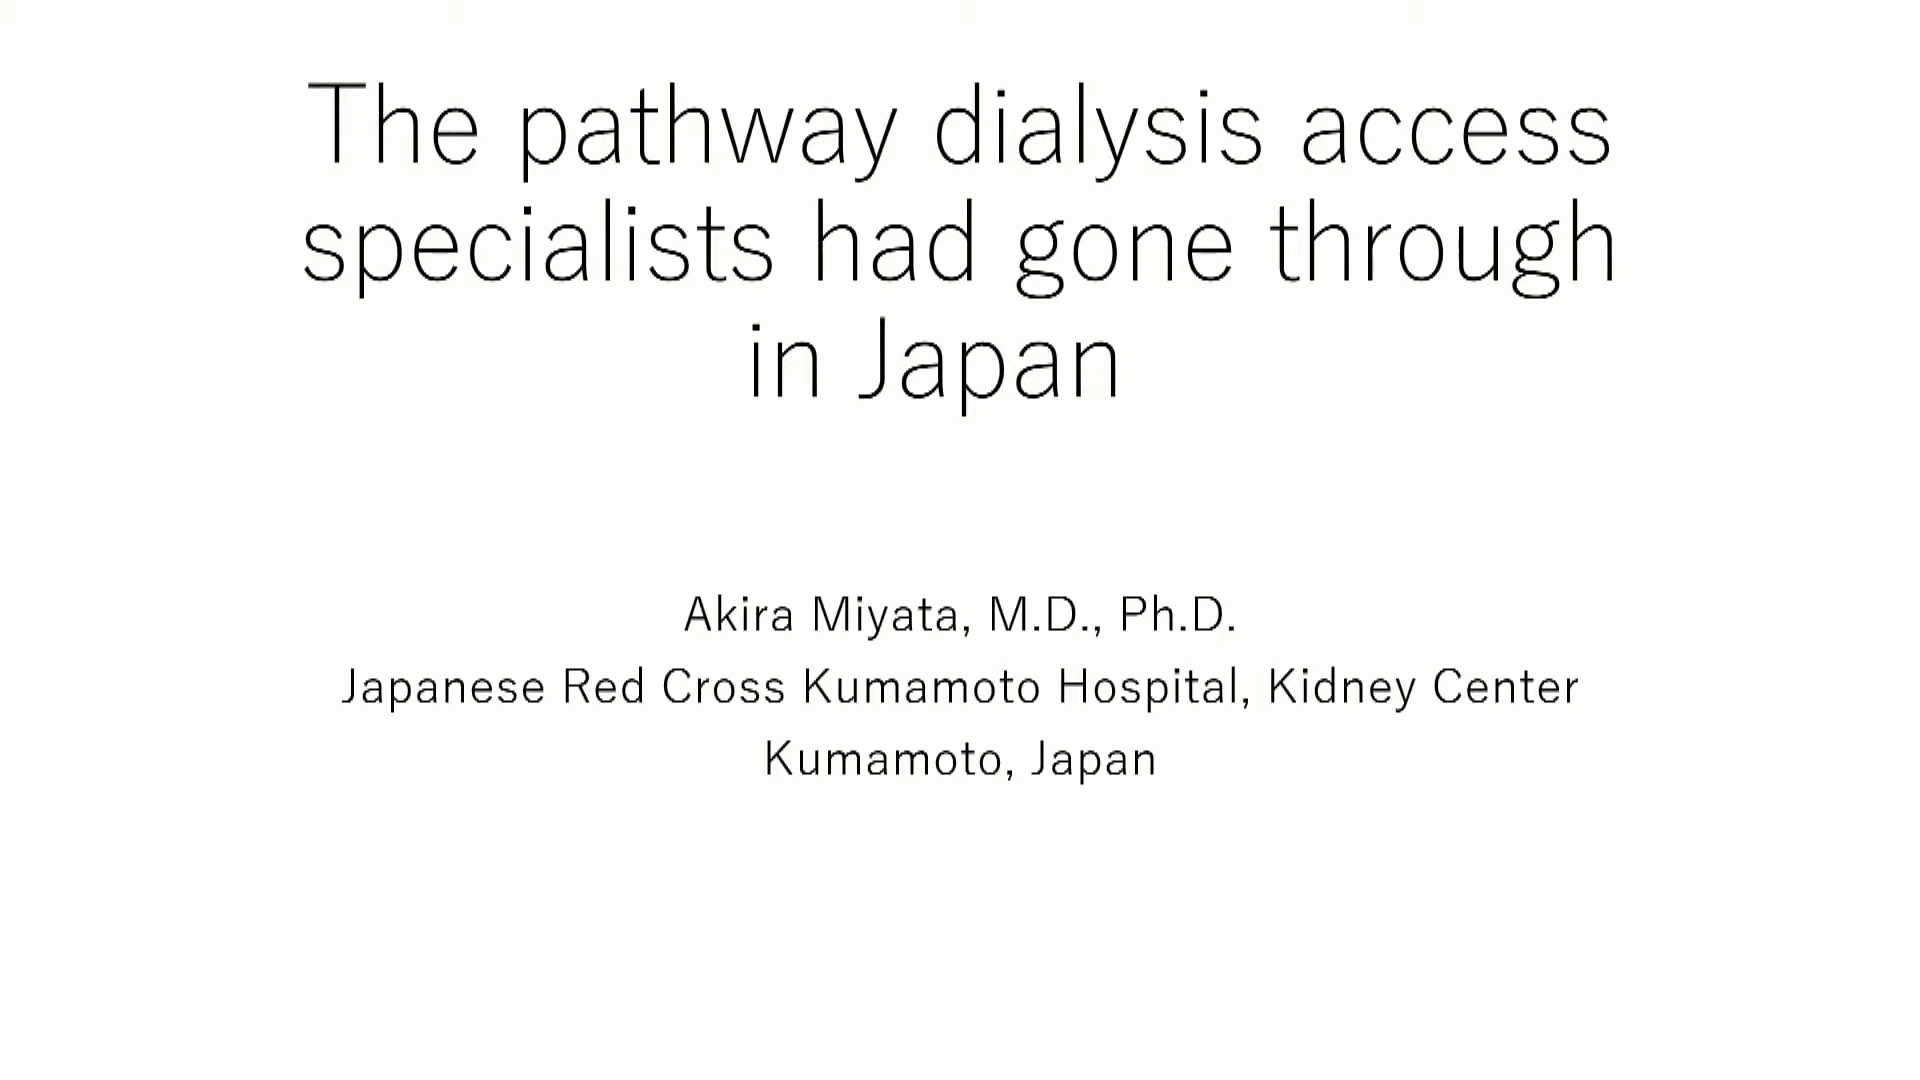 The pathway dialysis access
specialists had gone through
in Japan
Akira Miyata, M.D., Ph.D.
Japanese Red Cross Kumamoto Hospital, Kidney Center
Kumamoto, Japan